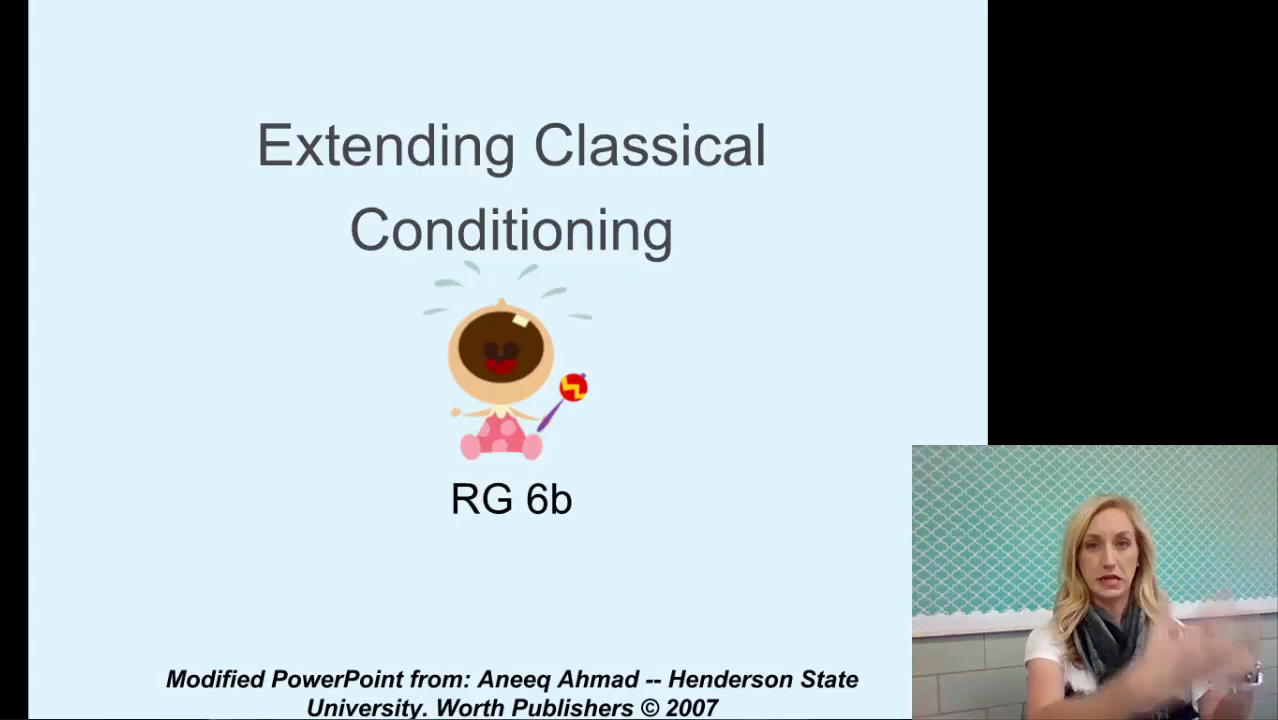 Extending Classical
Conditioning
RG 6b
Modified PowerPoint from: Aneeq Ahmad -- Henderson State
University. Worth Publishers © 2007